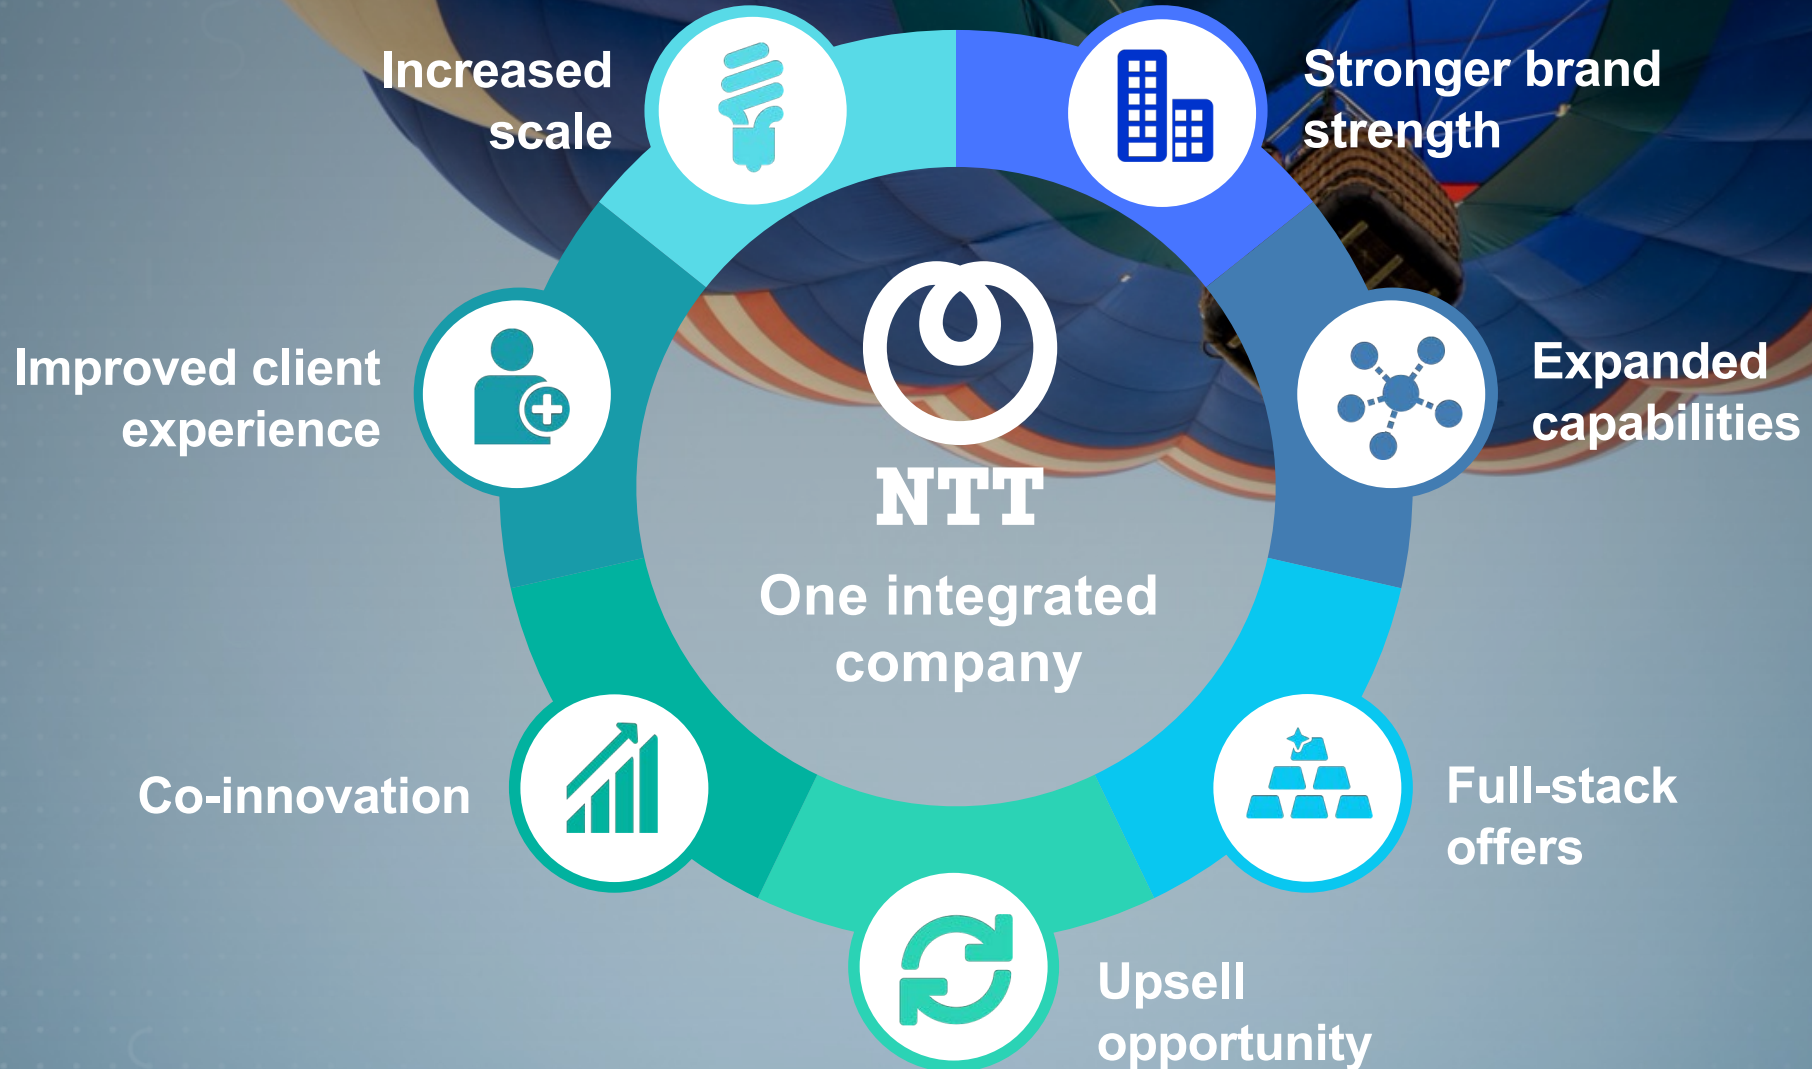 Increased
scale
Stronger brand
strength
Improved client
experience
Expanded
capabilities
NTT
One integrated
company
Co-innovation
Full-stack
offers
Upsell
opportunity